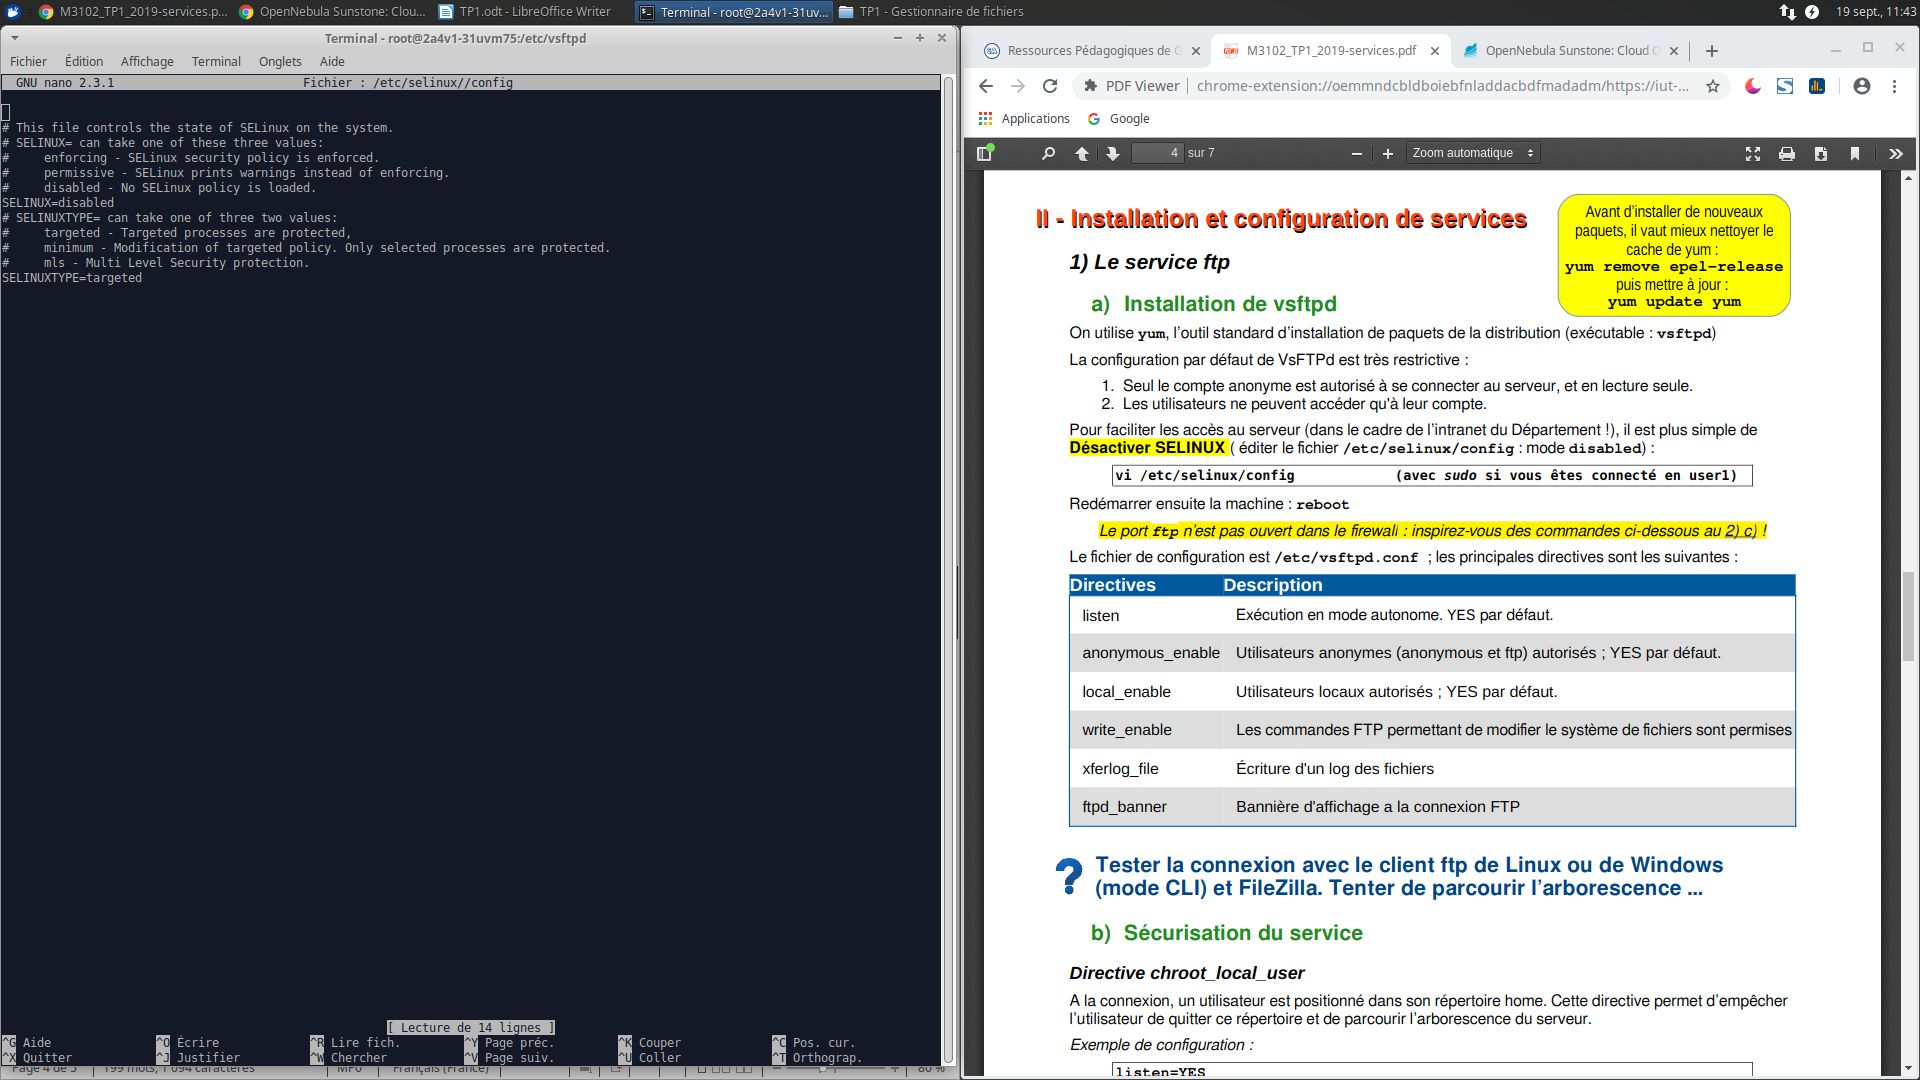 M3102_TP1_2019-services.p...
OpenNebula Sunstone: Clou...
TP1.odt - LibreOffice Writer
Terminal - root@2a4v1-31uv...
TP1 - Gestionnaire de fichiers
19 sept., 11:43
Terminal - root@2a4v1-31uvm75:/etc/vsftpd
Fichier Édition Affichage Terminal Onglets Aide
GNU nano 2.3.1 Fichier : /etc/selinux//config
# This file controls the state of SELinux on the system.
# SELINUX= can take one of these three values:
# enforcing - SELinux security policy is enforced.
# permissive - SELinux prints warnings instead of enforcing.
# disabled - No SELinux policy is loaded.
SELINUX=disabled
# SELINUXTYPE= can take one of three two values:
# targeted - Targeted processes are protected,
# minimum - Modification of targeted policy. Only selected processes are protected.
# mls - Multi Level Security protection.
SELINUXTYPE=targeted
[ Lecture de 14 lignes ]
^G Aide ^O Écrire ^R Lire fich. ^Y Page préc. ^K Couper ^C Pos. cur.
^X Quitter ^J Justifier ^W Chercher ^V Page suiv. ^U Coller ^T Orthograp.
Page 4 de 5 199 mots, 1 094 caractères MP0 Français (France) 80 %
Ressources Pédagogiques de G
M3102_TP1_2019-services.pdf
OpenNebula Sunstone: Cloud O
PDF Viewer
chrome-extension://oemmndcbldboiebfnladdacbdfmadadm/https://iut-...
Applications Google
4 sur 7
Zoom automatique
II - Installation et configuration de services
Avant d'installer de nouveaux
paquets, il vaut mieux nettoyer le
cache de yum :
yum remove epel-release
puis mettre à jour :
yum update yum
1) Le service ftp
a) Installation de vsftpd
On utilise yum, l'outil standard d'installation de paquets de la distribution (exécutable : vsftpd)
La configuration par défaut de VsFTPd est très restrictive :
1. Seul le compte anonyme est autorisé à se connecter au serveur, et en lecture seule.
2. Les utilisateurs ne peuvent accéder qu'à leur compte.
Pour faciliter les accès au serveur (dans le cadre de l'intranet du Département !), il est plus simple de
Désactiver SELINUX ( éditer le fichier /etc/selinux/config : mode disabled) :
vi /etc/selinux/config (avec sudo si vous êtes connecté en user1)
Redémarrer ensuite la machine : reboot
Le port ftp n'est pas ouvert dans le firewall : inspirez-vous des commandes ci-dessous au 2) c) !
Le fichier de configuration est /etc/vsftpd.conf ; les principales directives sont les suivantes :
Directives Description
listen Exécution en mode autonome. YES par défaut.
anonymous_enable Utilisateurs anonymes (anonymous et ftp) autorisés ; YES par défaut.
local_enable Utilisateurs locaux autorisés ; YES par défaut.
write_enable Les commandes FTP permettant de modifier le système de fichiers sont permises
xferlog_file Écriture d'un log des fichiers
ftpd_banner Bannière d'affichage a la connexion FTP
? Tester la connexion avec le client ftp de Linux ou de Windows
(mode CLI) et FileZilla. Tenter de parcourir l'arborescence ...
b) Sécurisation du service
Directive chroot_local_user
A la connexion, un utilisateur est positionné dans son répertoire home. Cette directive permet d'empêcher
l'utilisateur de quitter ce répertoire et de parcourir l'arborescence du serveur.
Exemple de configuration :
listen=YES